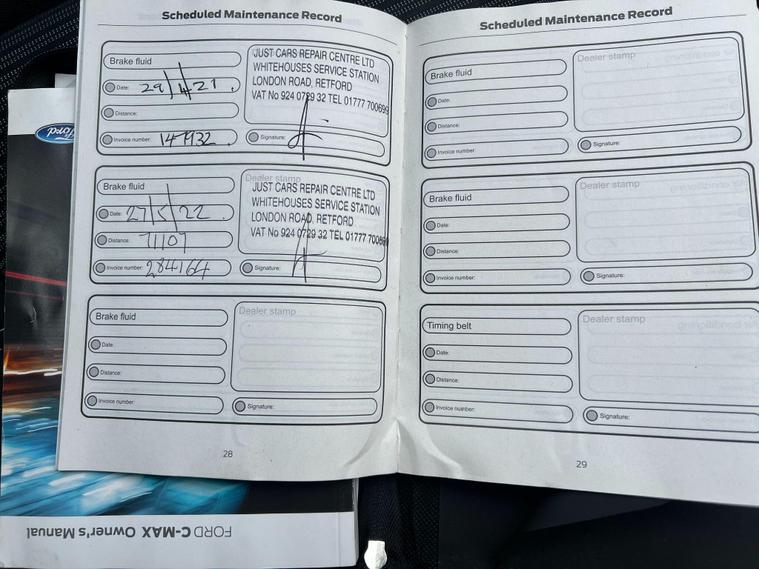 Scheduled Maintenance Record
Brake fluid
Date: 29/4/21
Distance:
Invoice number: 147932
JUST CARS REPAIR CENTRE LTD
WHITEHOUSES SERVICE STATION
LONDON ROAD, RETFORD
VAT No 924 0729 32 TEL 01777 700699
Signature:
Brake fluid
Date: 27/5/22
Distance: 71107
Invoice number: 284164
Dealer stamp
JUST CARS REPAIR CENTRE LTD
WHITEHOUSES SERVICE STATION
LONDON ROAD, RETFORD
VAT No 924 0729 32 TEL 01777 700699
Signature:
Brake fluid
Date:
Distance:
Invoice number:
Dealer stamp
Signature:
28
Scheduled Maintenance Record
Brake fluid
Date:
Distance:
Invoice number:
Dealer stamp
Signature:
Brake fluid
Date:
Distance:
Invoice number:
Dealer stamp
Signature:
Timing belt
Date:
Distance:
Invoice number:
Dealer stamp
Signature:
29
Ford
FORD C-MAX Owner's Manual